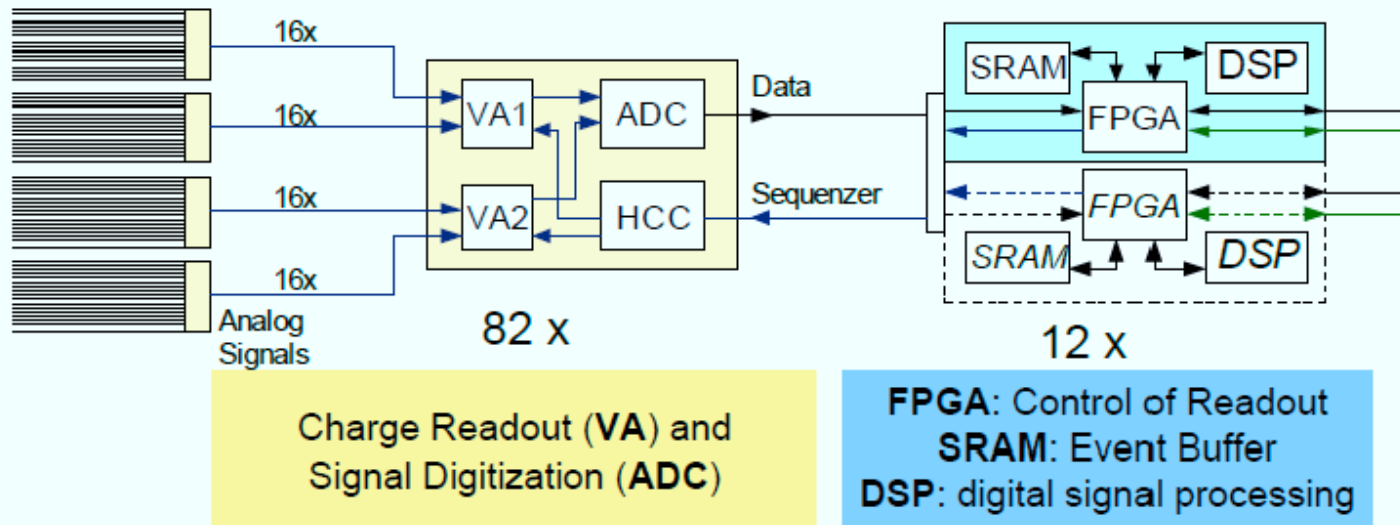 16x
16x
16x
16x
Analog
Signals
VA1
ADC
VA2
HCC
82 x
Data
Sequenzer
SRAM
DSP
FPGA
FPGA
SRAM
DSP
12 x
Charge Readout (VA) and
Signal Digitization (ADC)
FPGA: Control of Readout
SRAM: Event Buffer
DSP: digital signal processing